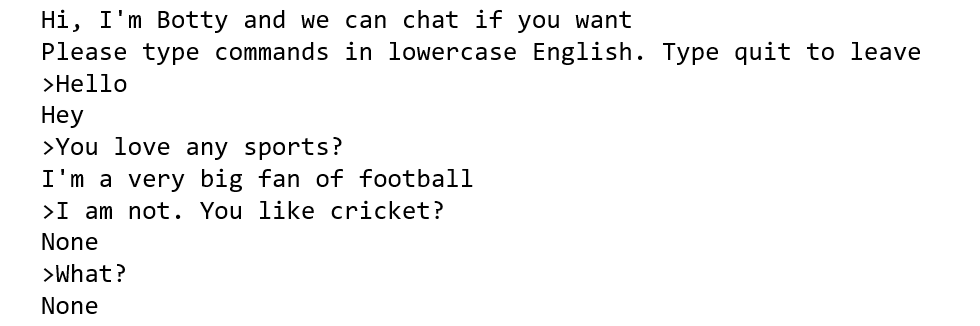 Hi, I'm Botty and we can chat if you want
Please type commands in lowercase English. Type quit to leave
>Hello
Hey
>You love any sports?
I'm a very big fan of football
>I am not. You like cricket?
None
>What?
None